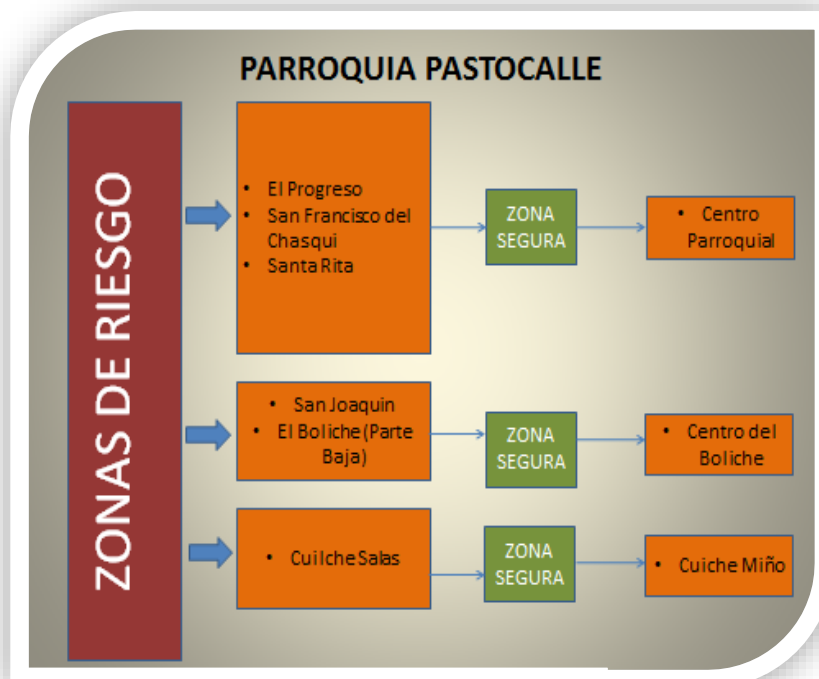 PARROQUIA PASTOCALLE
ZONAS DE RIESGO
• El Progreso
• San Francisco del
Chasqui
• Santa Rita
ZONA
SEGURA
• Centro
Parroquial
• San Joaquin
• El Boliche (Parte
Baja)
ZONA
SEGURA
• Centro del
Boliche
• Cuilche Salas
ZONA
SEGURA
• Cuiche Miño